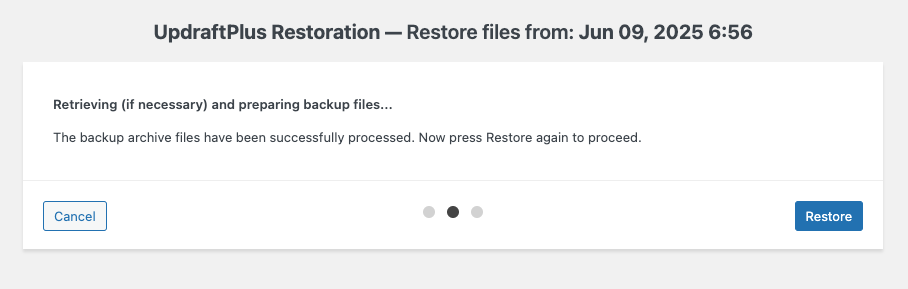 UpdraftPlus Restoration — Restore files from: Jun 09, 2025 6:56
Retrieving (if necessary) and preparing backup files...
The backup archive files have been successfully processed. Now press Restore again to proceed.
Cancel
Restore